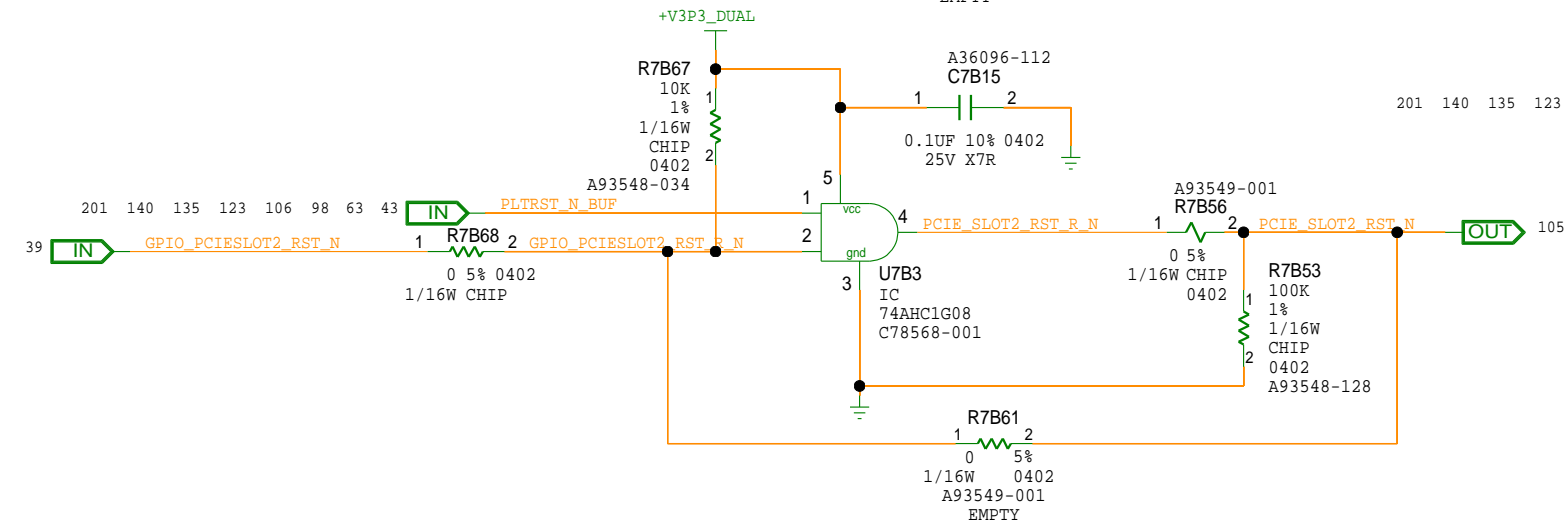 +V3P3_DUAL
R7B67
10K
1%
1/16W
CHIP
0402
A93548-034
1
2
A36096-112
C7B15
1 2
0.1UF 10% 0402
25V X7R
201 140 135 123
201 140 135 123 106 98 63 43 IN PLTRST_N_BUF 1
39 IN GPIO_PCIESLOT2_RST_N 1 R7B68 2 GPIO_PCIESLOT2_RST_R_N 2
0 5% 0402
1/16W CHIP
5
vcc
gnd
4
3
U7B3
IC
74AHC1G08
C78568-001
PCIE_SLOT2_RST_R_N
A93549-001
R7B56
1 2
0 5%
1/16W CHIP
0402
PCIE_SLOT2_RST_N OUT 105
R7B53
100K
1%
1/16W
CHIP
0402
A93548-128
1
2
R7B61
1 2
0 5%
1/16W 0402
A93549-001
EMPTY